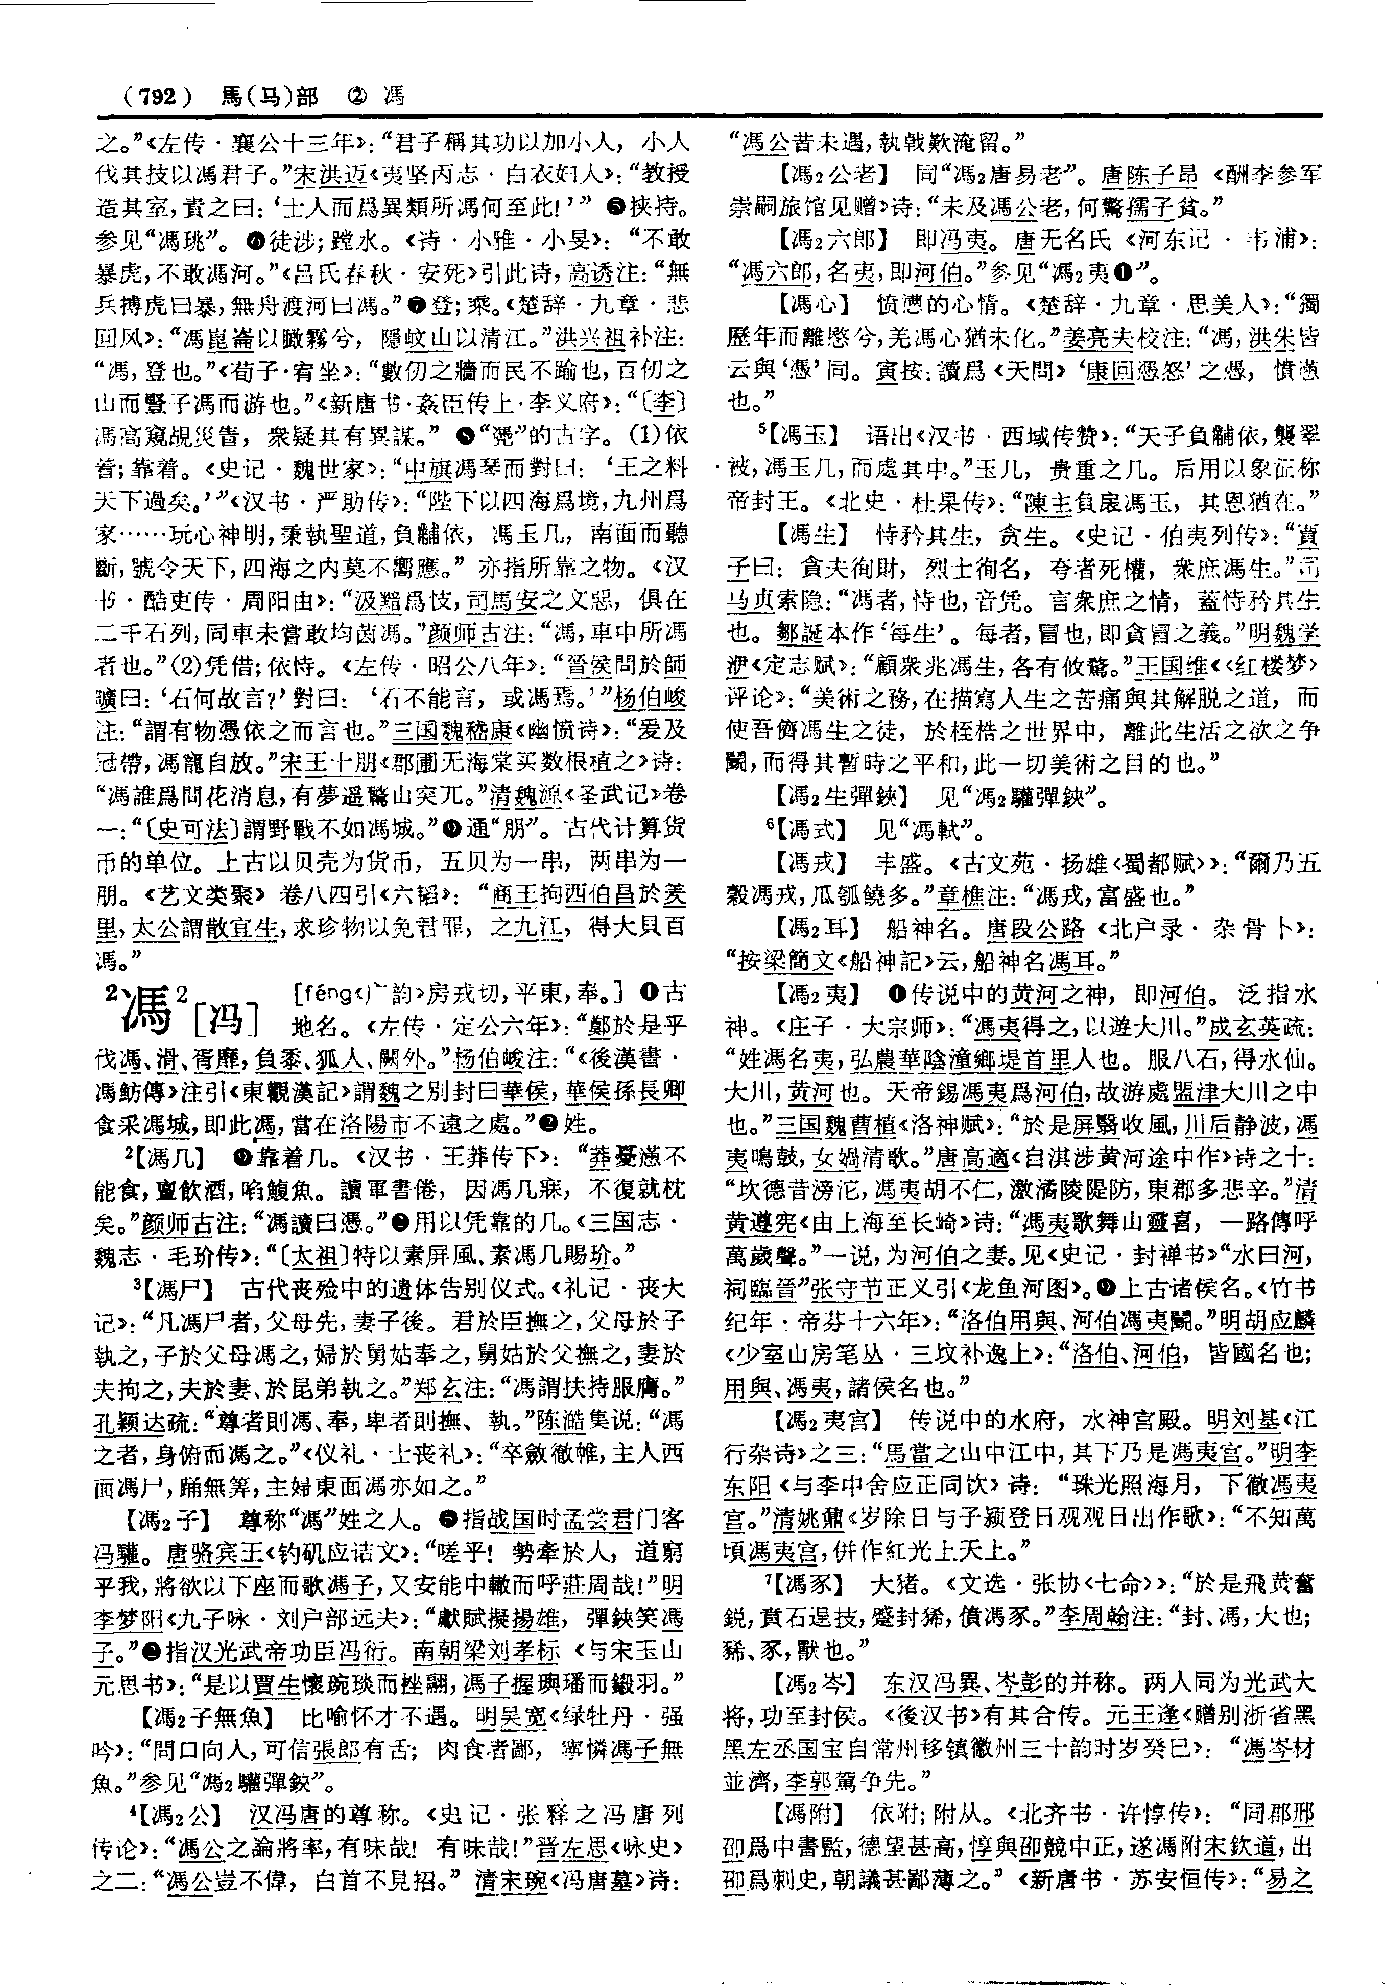 (792) 馬(马)部 ② 馮
之。”《左传·襄公十三年》：“君子稱其功以加小人，小人
伐其技以馮君子。”宋洪迈《夷坚丙志·白衣妇人》：“教授
造其室，責之曰：‘士人而爲異類所馮何至此！’” ❺挟持。
参见“馮珧”。❻徒涉；蹚水。《诗·小雅·小旻》：“不敢
暴虎，不敢馮河。”《吕氏春秋·安死》引此诗，高诱注：“無
兵搏虎曰暴，無舟渡河曰馮。”❼登；乘。《楚辞·九章·悲
回风》：“馮崑崙以瞰霧兮，隱蚊山以清江。”洪兴祖补注：
“馮，登也。”《荀子·宥坐》：“數仞之牆而民不踰也，百仞之
山而豎子馮而游也。”《新唐书·姦臣传上·李义府》：“〔李〕
馮高窺覘災眚，衆疑其有異謀。” ❽“凭”的古字。(1)依
着；靠着。《史记·魏世家》：“中旗馮琴而對曰：‘王之料
天下過矣。’”《汉书·严助传》：“陛下以四海爲境，九州爲
家……玩心神明，秉執聖道，負黼依，馮玉几，南面而聽
斷，號令天下，四海之内莫不嚮應。” 亦指所靠之物。《汉
书·酷吏传·周阳由》：“汲黯爲忮，司馬安之文惡，俱在
二千石列，同車未嘗敢均茵馮。”颜师古注：“馮，車中所馮
者也。”(2)凭借；依恃。《左传·昭公八年》：“晉侯問於師
曠曰：‘石何故言？’對曰：‘石不能言，或馮焉。’”杨伯峻
注：“謂有物憑依之而言也。”三国魏嵇康《幽愤诗》：“爰及
冠帶，馮寵自放。”宋王十朋《郡圃无海棠买数根植之》诗：
“馮誰爲問花消息，有夢遥驚山突兀。”清魏源《圣武记》卷
一：“〔史可法〕謂野戰不如馮城。”❾通“朋”。古代计算货
币的单位。上古以贝壳为货币，五贝为一串，两串为一
朋。《艺文类聚》卷八四引《六韬》：“商王拘西伯昌於羑
里，太公謂散宜生，求珍物以免君罪，之九江，得大貝百
馮。”
²馮₂[冯] [féng《广韵》房戎切，平東，奉。] ❶古
地名。《左传·定公六年》：“鄭於是乎
伐馮、滑、胥靡，負黍、狐人、闕外。”杨伯峻注：“《後漢書·
馮魴傳》注引《東觀漢記》謂魏之别封曰華侯，華侯孫長卿
食采馮城，即此馮，當在洛陽市不遠之處。”❷姓。
²【馮几】 ❶靠着几。《汉书·王莽传下》：“莽憂懣不
能食，亶飲酒，啗鰒魚。讀軍書倦，因馮几寐，不復就枕
矣。”颜师古注：“馮讀曰憑。”❷用以凭靠的几。《三国志·
魏志·毛玠传》：“〔太祖〕特以素屏風、素馮几賜玠。”
³【馮尸】 古代丧殓中的遗体告别仪式。《礼记·丧大
记》：“凡馮尸者，父母先，妻子後。君於臣撫之，父母於子
執之，子於父母馮之，婦於舅姑奉之，舅姑於父撫之，妻於
夫拘之，夫於妻、於昆弟執之。”郑玄注：“馮謂扶持服膺。”
孔颖达疏：“尊者則馮、奉，卑者則撫、執。”陈澔集说：“馮
之者，身俯而馮之。”《仪礼·士丧礼》：“卒斂徹帷，主人西
面馮尸，踊無筭，主婦東面馮亦如之。”
【馮₂子】 尊称“馮”姓之人。❶指战国时孟尝君门客
冯驩。唐骆宾王《钓矶应诘文》：“嗟乎！勢牽於人，道窮
乎我，將欲以下座而歌馮子，又安能中轍而呼莊周哉！”明
李梦阳《九子咏·刘户部远夫》：“獻賦擬揚雄，彈鋏笑馮
子。”❷指汉光武帝功臣冯衍。南朝梁刘孝标《与宋玉山
元思书》：“是以賈生懷琬琰而挫翮，馮子握璵璠而鎩羽。”
【馮₂子無魚】 比喻怀才不遇。明吴宽《绿牡丹·强
吟》：“問口向人，可信張郎有舌；肉食者鄙，寧憐馮子無
魚。”参见“馮₂驩彈鋏”。
⁴【馮₂公】 汉冯唐的尊称。《史记·张释之冯唐列
传论》：“馮公之論將率，有味哉！有味哉！”晋左思《咏史》
之二：“馮公豈不偉，白首不見招。” 清宋琬《冯唐墓》诗：
“馮公昔未遇，執戟歎淹留。”
【馮₂公老】 同“馮₂唐易老”。唐陈子昂《酬李参军
崇嗣旅馆见赠》诗：“未及馮公老，何驚孺子貧。”
【馮₂六郎】 即冯夷。唐无名氏《河东记·韦浦》：
“馮六郎，名夷，即河伯。”参见“馮₂夷❶”。
【馮心】 愤懑的心情。《楚辞·九章·思美人》：“獨
歷年而離愍兮，羌馮心猶未化。”姜亮夫校注：“馮，洪朱皆
云與‘憑’同。寅按：讀爲《天問》‘康回憑怒’之憑，憤懣
也。”
⁵【馮玉】 语出《汉书·西域传赞》：“天子負黼依，襲翠
被，馮玉几，而處其中。”玉几，贵重之几。后用以象征称
帝封王。《北史·杜杲传》：“陳主負扆馮玉，其恩猶在。”
【馮生】 恃矜其生，贪生。《史记·伯夷列传》：“賈
子曰：貪夫徇財，烈士徇名，夸者死權，衆庶馮生。”司
马贞索隐：“馮者，恃也，音凭。言衆庶之情，蓋恃矜其生
也。鄒誕本作‘每生’。每者，冒也，即貪冒之義。”明魏学
洢《定志赋》：“顧衆兆馮生，各有攸騖。”王国维《〈红楼梦〉
评论》：“美術之務，在描寫人生之苦痛與其解脱之道，而
使吾儕馮生之徒，於桎梏之世界中，離此生活之欲之争
鬭，而得其暫時之平和，此一切美術之目的也。”
【馮₂生彈鋏】 见“馮₂驩彈鋏”。
⁶【馮式】 见“馮軾”。
【馮戎】 丰盛。《古文苑·扬雄〈蜀都赋〉》：“爾乃五
穀馮戎，瓜瓠饒多。”章樵注：“馮戎，富盛也。”
【馮₂耳】 船神名。唐段公路《北户录·杂骨卜》：
“按梁簡文《船神記》云，船神名馮耳。”
【馮₂夷】 ❶传说中的黄河之神，即河伯。泛指水
神。《庄子·大宗师》：“馮夷得之，以遊大川。”成玄英疏：
“姓馮名夷，弘農華陰潼鄉堤首里人也。服八石，得水仙。
大川，黄河也。天帝錫馮夷爲河伯，故游處盟津大川之中
也。”三国魏曹植《洛神赋》：“於是屏翳收風，川后静波，馮
夷鳴鼓，女媧清歌。”唐高適《自淇涉黄河途中作》诗之十：
“坎德昔滂沱，馮夷胡不仁，激潏陵隄防，東郡多悲辛。”清
黄遵宪《由上海至长崎》诗：“馮夷歌舞山靈喜，一路傳呼
萬歲聲。”一说，为河伯之妻。见《史记·封禅书》“水曰河，
祠臨晉”张守节正义引《龙鱼河图》。❷上古诸侯名。《竹书
纪年·帝芬十六年》：“洛伯用與、河伯馮夷鬭。”明胡应麟
《少室山房笔丛·三坟补逸上》：“洛伯、河伯，皆國名也；
用與、馮夷，諸侯名也。”
【馮₂夷宫】 传说中的水府，水神宫殿。明刘基《江
行杂诗》之三：“馬當之山中江中，其下乃是馮夷宫。”明李
东阳《与李中舍应正同饮》诗：“珠光照海月，下徹馮夷
宫。”清姚鼐《岁除日与子颖登日观观日出作歌》：“不知萬
頃馮夷宫，併作紅光上天上。”
⁷【馮豕】 大猪。《文选·张协〈七命〉》：“於是飛黄奮
鋭，賁石逞技，蹙封狶，僨馮豕。”李周翰注：“封、馮，大也；
豨、豕，獸也。”
【馮₂岑】 东汉冯異、岑彭的并称。两人同为光武大
将，功至封侯。《後汉书》有其合传。元王逢《赠别浙省黑
黑左丞国宝自常州移镇徽州三十韵时岁癸巳》：“馮岑材
並濟，李郭駕争先。”
【馮附】 依附；附从。《北齐书·许惇传》：“同郡邢
卲爲中書監，德望甚高，惇與卲競中正，遂馮附宋欽道，出
卲爲刺史，朝議甚鄙薄之。”《新唐书·苏安恒传》：“易之